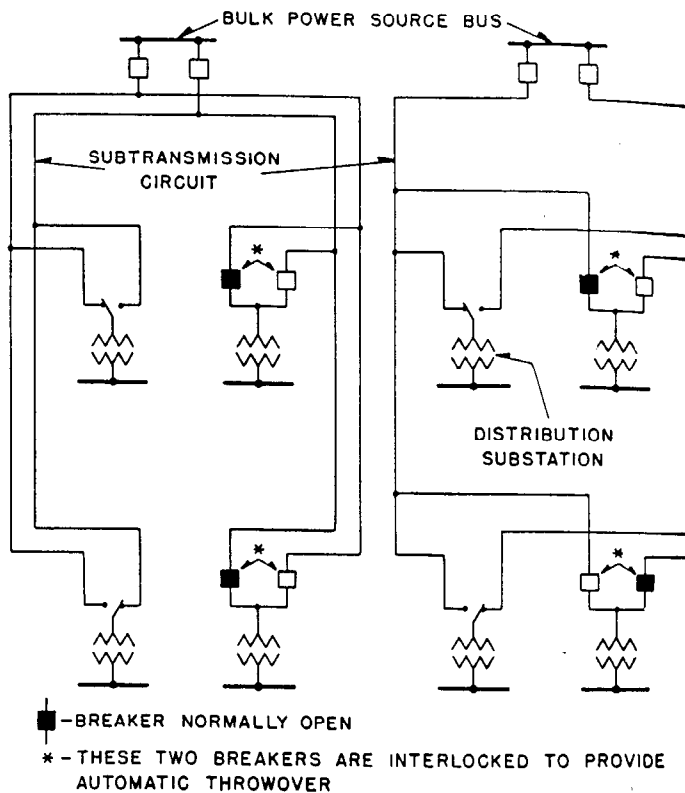 BULK POWER SOURCE BUS
SUBTRANSMISSION
CIRCUIT
*
*
DISTRIBUTION
SUBSTATION
*
*
-BREAKER NORMALLY OPEN
* - THESE TWO BREAKERS ARE INTERLOCKED TO PROVIDE
AUTOMATIC THROWOVER